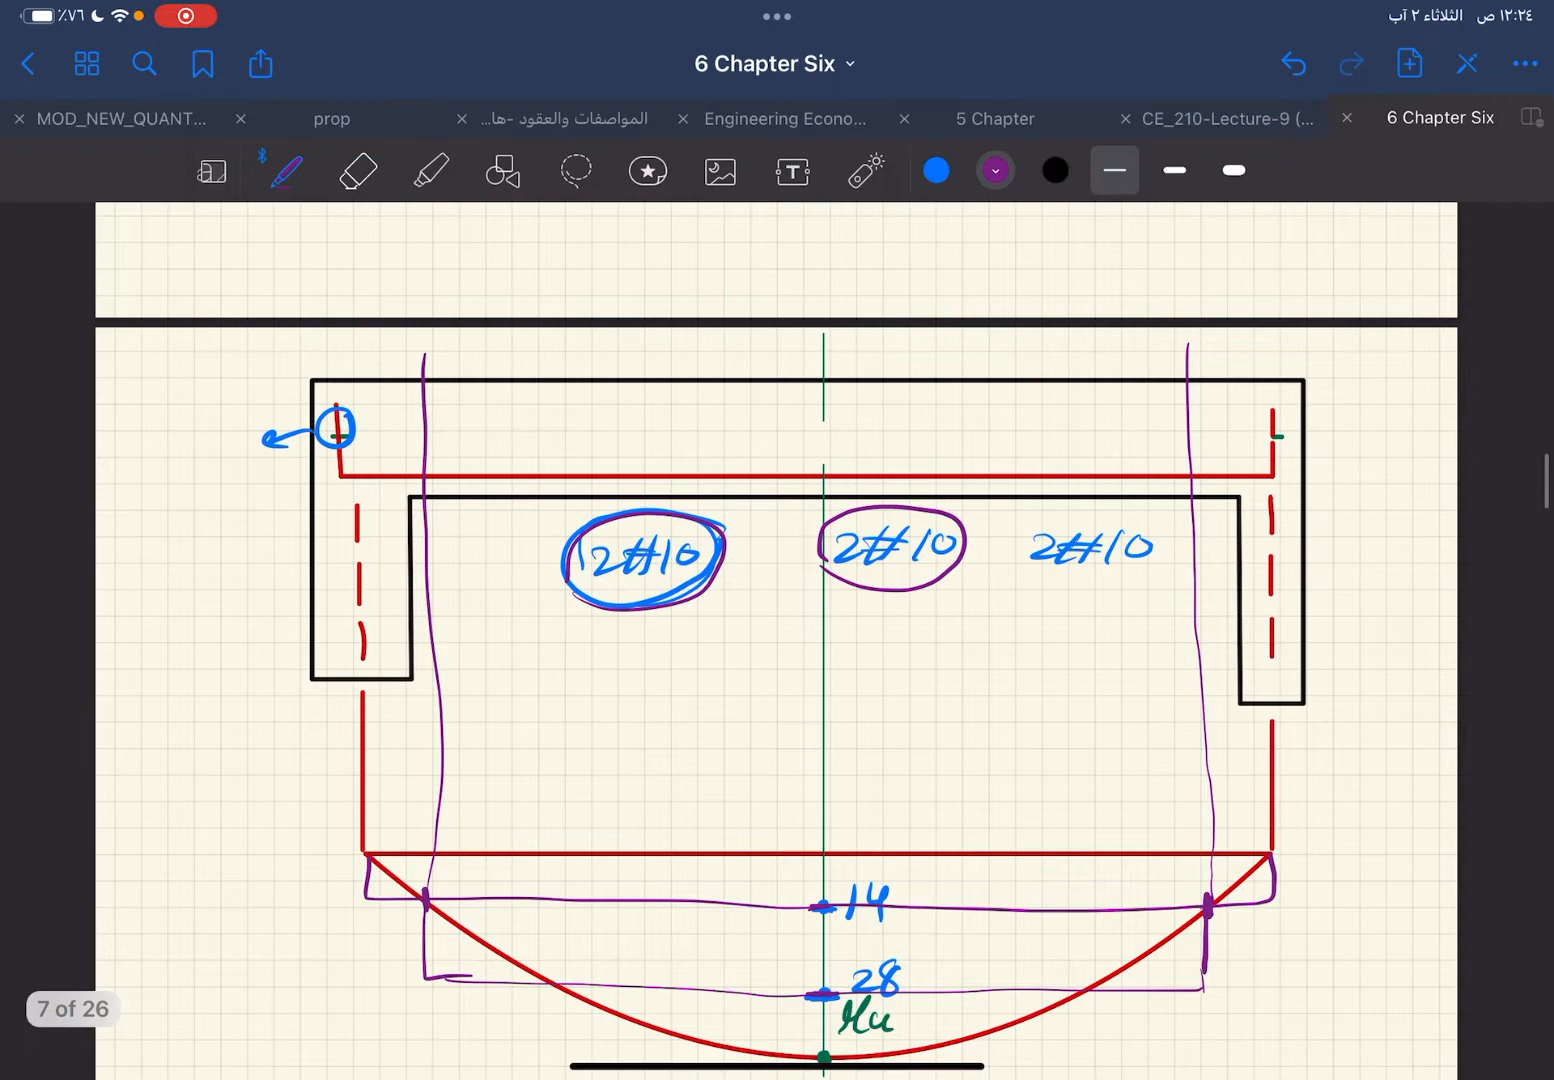 ٪٧٦
١٢:٢٤ ص الثلاثاء ٢ آب
6 Chapter Six
MOD_NEW_QUANT...
prop
المواصفات والعقود -ها...
Engineering Econo...
5 Chapter
CE_210-Lecture-9 (...
6 Chapter Six
T
2#10
2#10
2#10
14
28
Mu
7 of 26